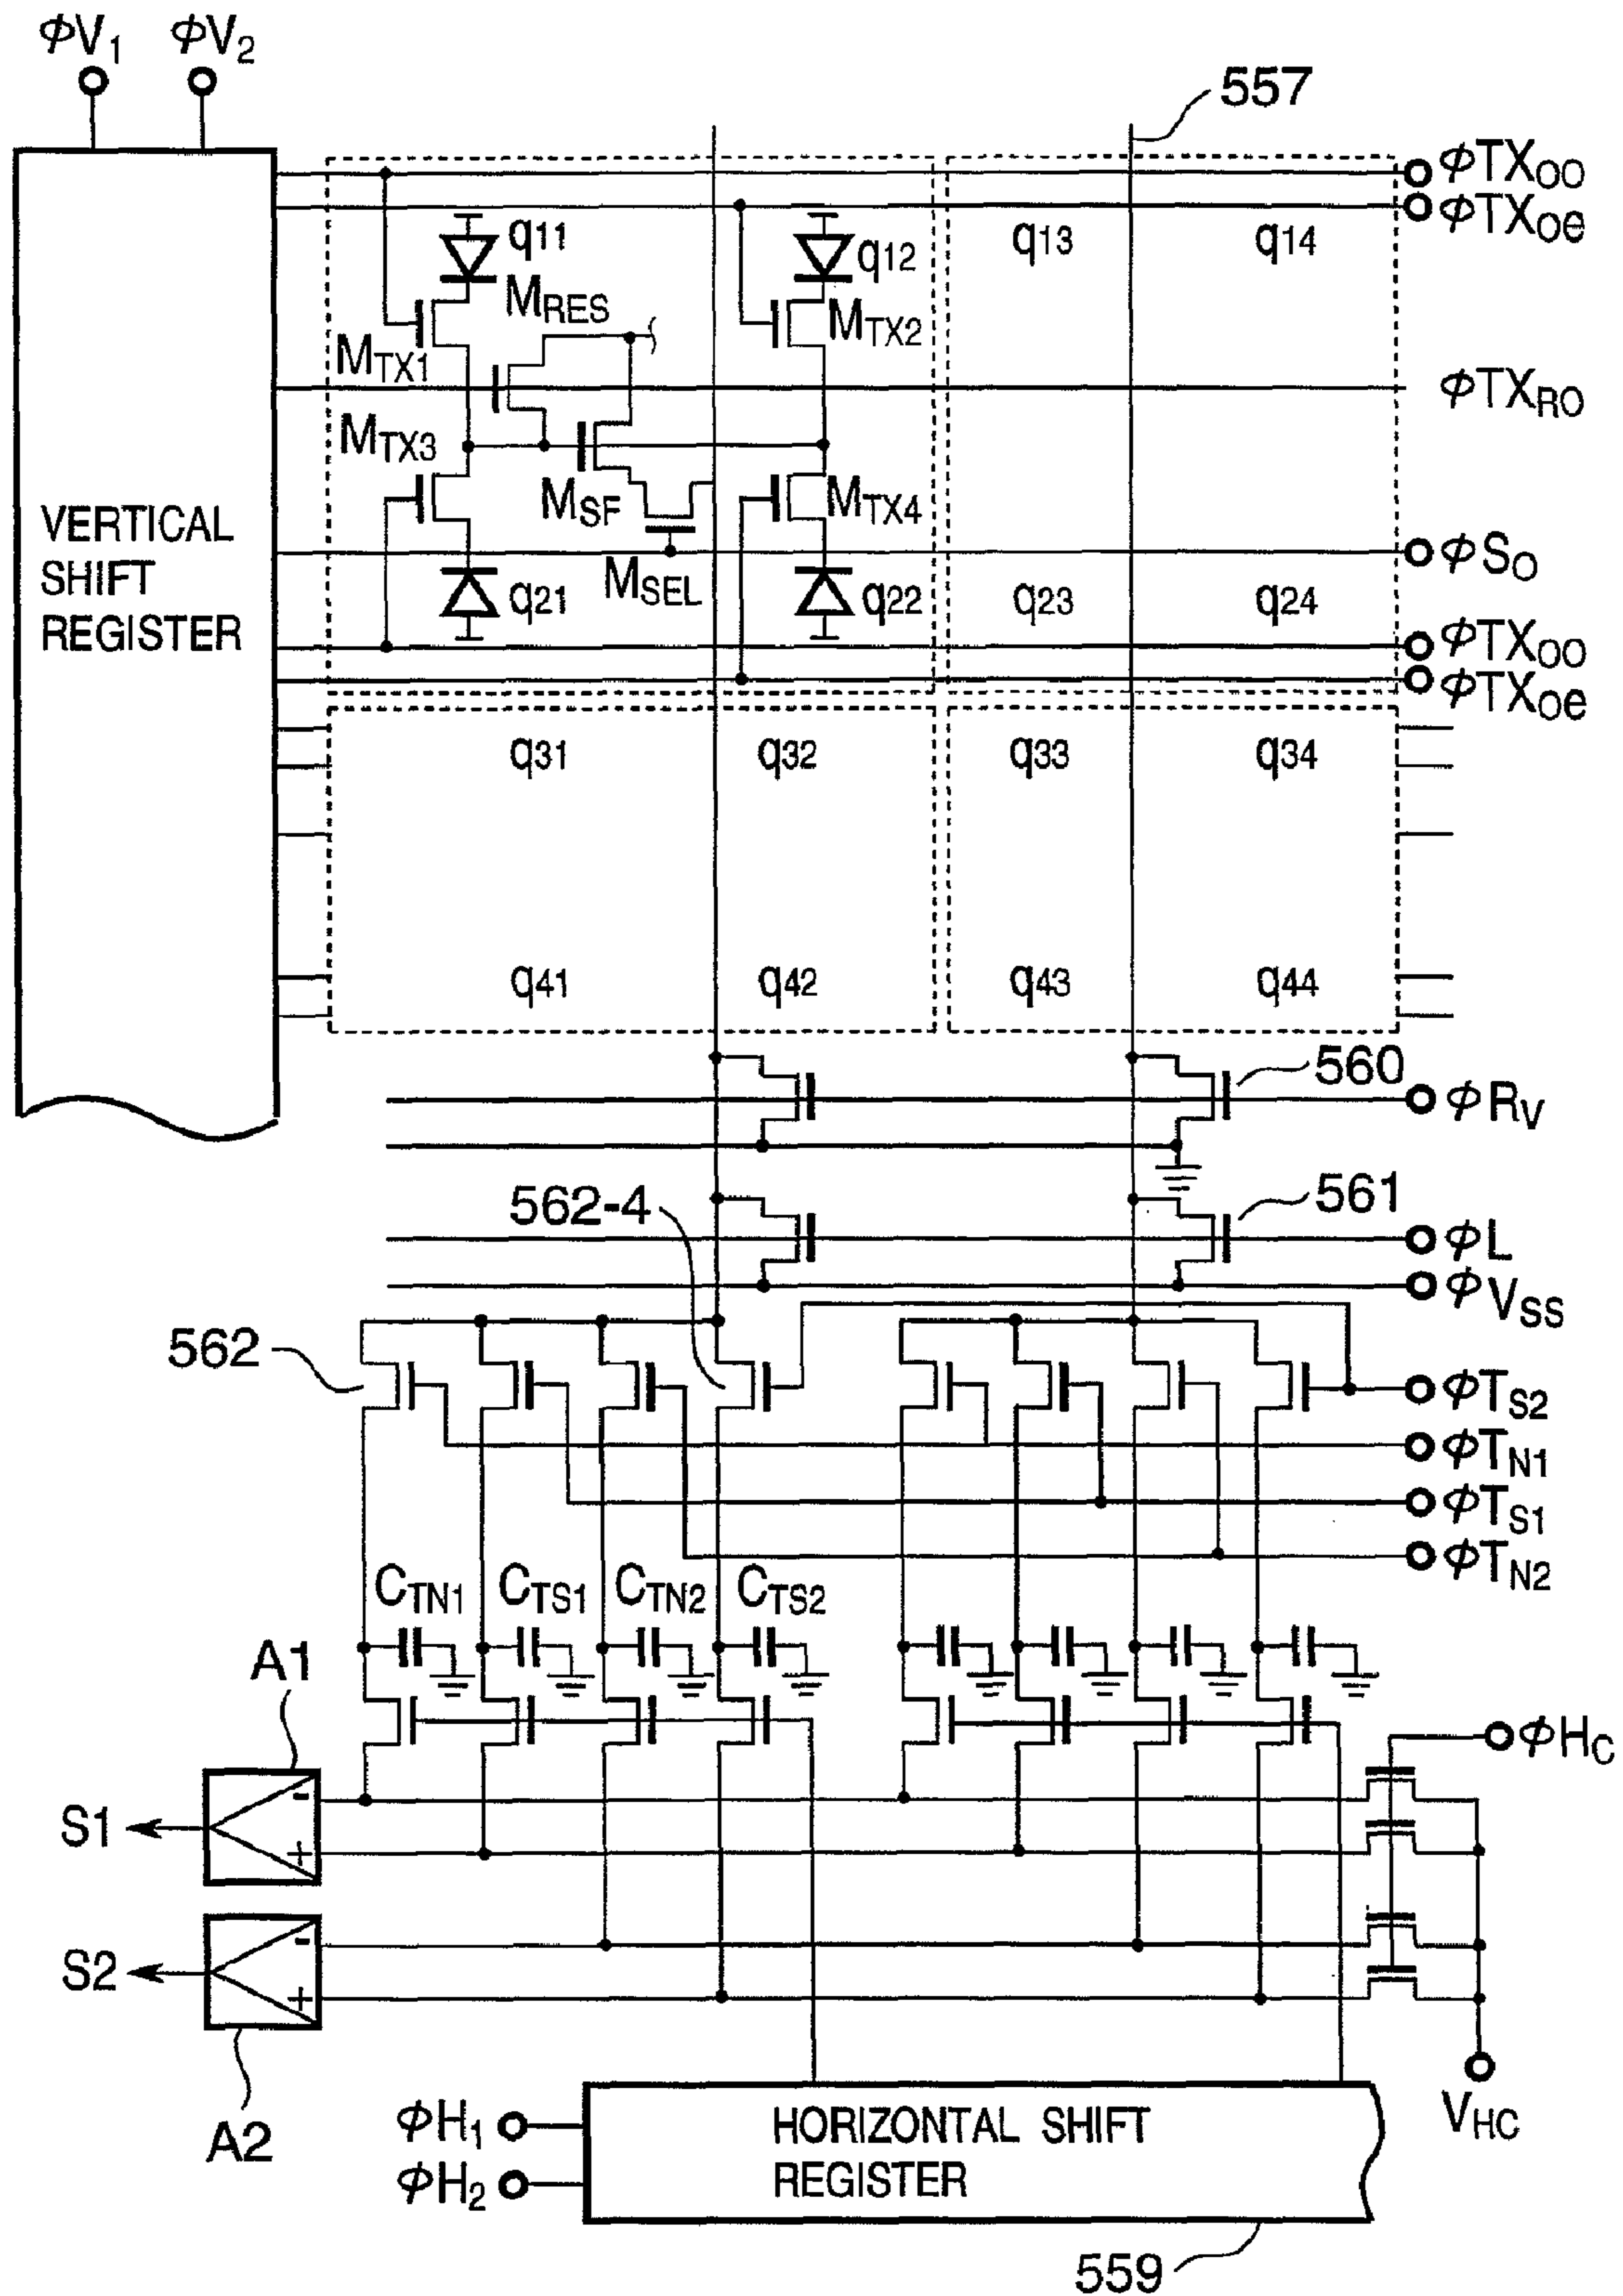 ϕV1 ϕV2
557
ϕTXOO
ϕTXOe
q11 q12 q13 q14
MRES
MTX1 MTX2
ϕTXRO
MTX3
MSF MTX4
VERTICAL
SHIFT
REGISTER
ϕSO
MSEL
q21 q22 q23 q24
ϕTXOO
ϕTXOe
q31 q32 q33 q34
q41 q42 q43 q44
560
ϕRV
562-4 561
ϕL
ϕVSS
562
ϕTS2
ϕTN1
ϕTS1
ϕTN2
CTN1 CTS1 CTN2 CTS2
A1
ϕHC
- 
S1
+
-
S2
+
A2
VHC
ϕH1
ϕH2
HORIZONTAL SHIFT
REGISTER
559